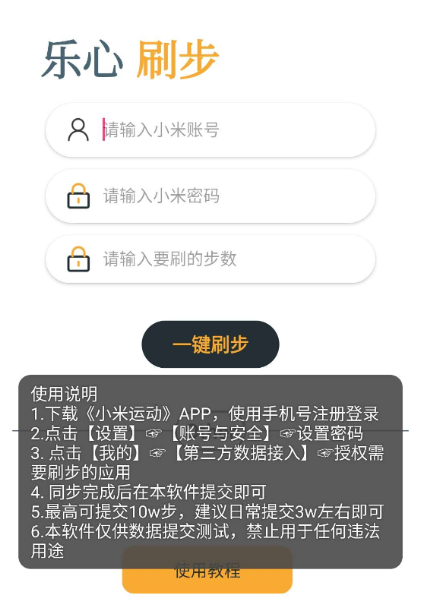 乐心 刷步
请输入小米账号
请输入小米密码
请输入要刷的步数
一键刷步
使用说明
1.下载《小米运动》APP，使用手机号注册登录
2.点击【设置】☞【账号与安全】☞设置密码
3. 点击【我的】☞【第三方数据接入】☞授权需
要刷步的应用
4. 同步完成后在本软件提交即可
5.最高可提交10w步，建议日常提交3w左右即可
6.本软件仅供数据提交测试，禁止用于任何违法
用途
使用教程